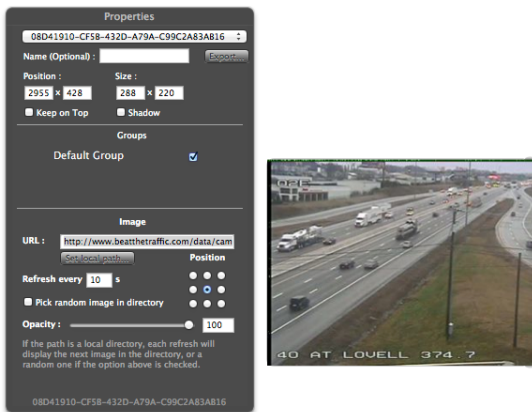 Properties
08D41910-CF5B-432D-A79A-C99C2A83AB16
Name (Optional) :
Export...
Position :
Size :
2955 x 428
288 x 220
Keep on Top
Shadow
Groups
Default Group
Image
URL :
http://www.beatthetraffic.com/data/cam
Set local path...
Position
Refresh every 10 s
Pick random image in directory
Opacity : 100
If the path is a local directory, each refresh will
display the next image in the directory, or a
random one if the option above is checked.
08D41910-CF5B-432D-A79A-C99C2A83AB16
40 AT LOVELL 374.7